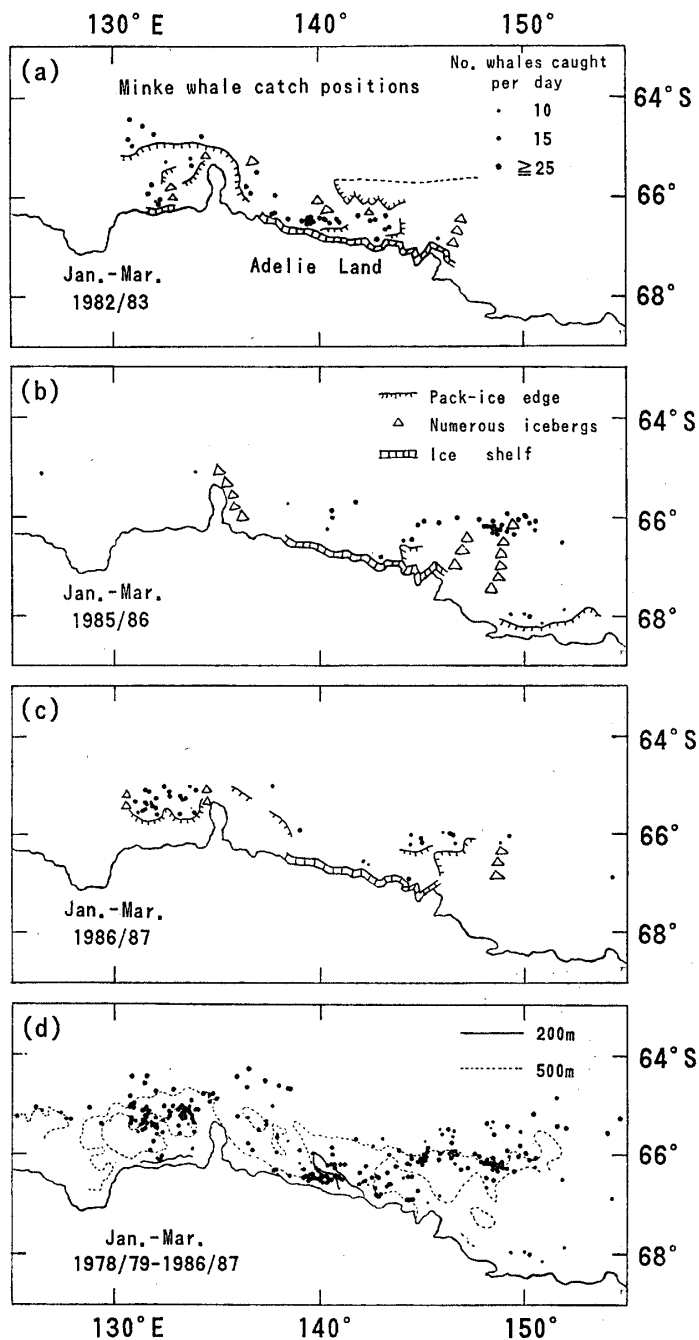 130° E 140° 150°
(a)
Minke whale catch positions
No. whales caught
per day
10
15
≧25
64° S
66°
68°
Adelie Land
Jan.-Mar.
1982/83
(b)
Pack-ice edge
Numerous icebergs
Ice shelf
64° S
66°
68°
Jan.-Mar.
1985/86
(c)
64° S
66°
68°
Jan.-Mar.
1986/87
(d)
200m
500m
64° S
66°
68°
Jan.-Mar.
1978/79-1986/87
130° E 140° 150°